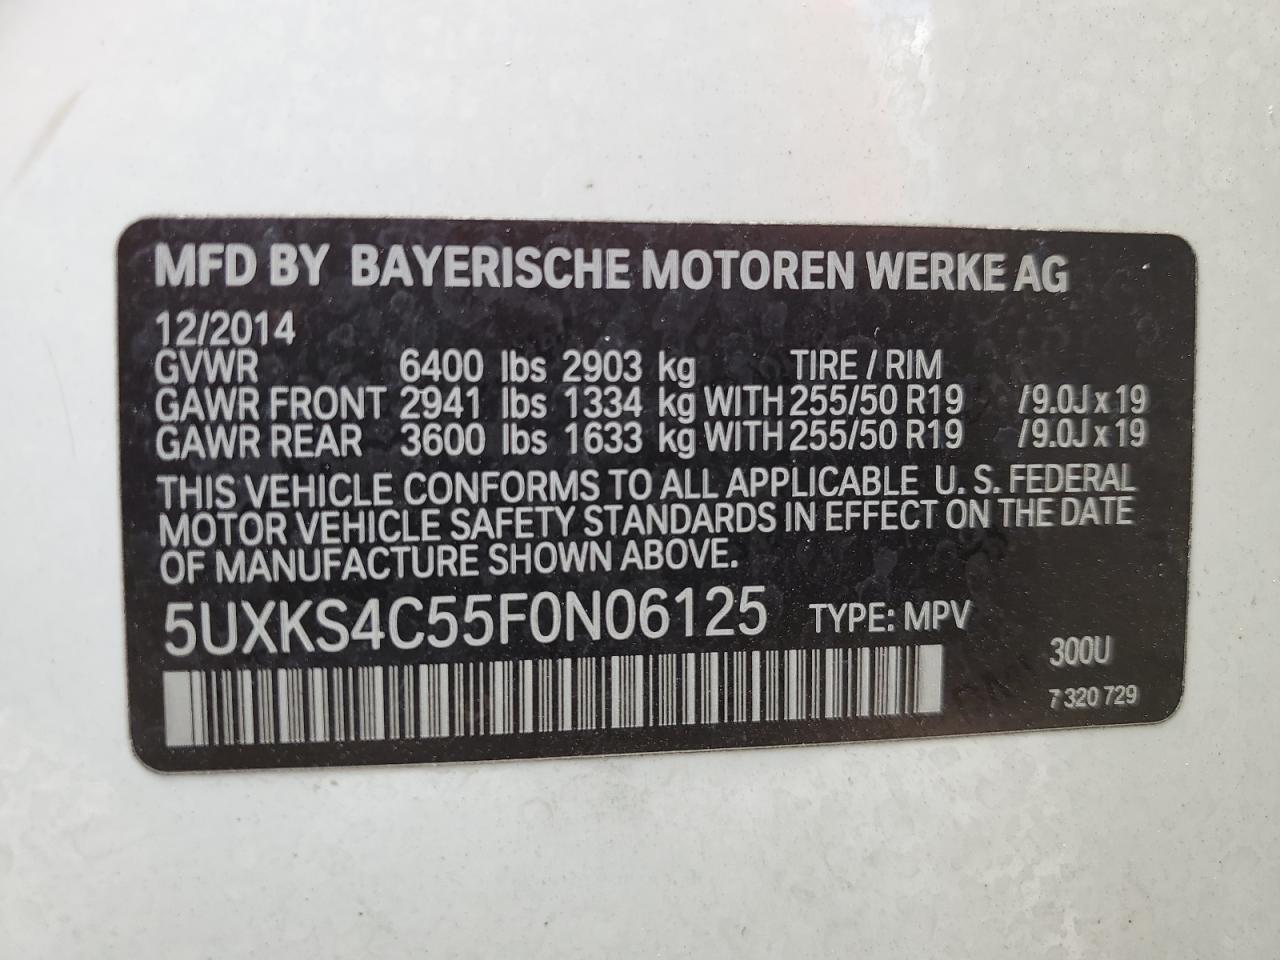 MFD BY BAYERISCHE MOTOREN WERKE AG
12/2014
GVWR 6400 lbs 2903 kg TIRE / RIM
GAWR FRONT 2941 lbs 1334 kg WITH 255/50 R19 /9.0J x 19
GAWR REAR 3600 lbs 1633 kg WITH 255/50 R19 /9.0J x 19
THIS VEHICLE CONFORMS TO ALL APPLICABLE U. S. FEDERAL
MOTOR VEHICLE SAFETY STANDARDS IN EFFECT ON THE DATE
OF MANUFACTURE SHOWN ABOVE.
5UXKS4C55F0N06125 TYPE: MPV
300U
7 320 729